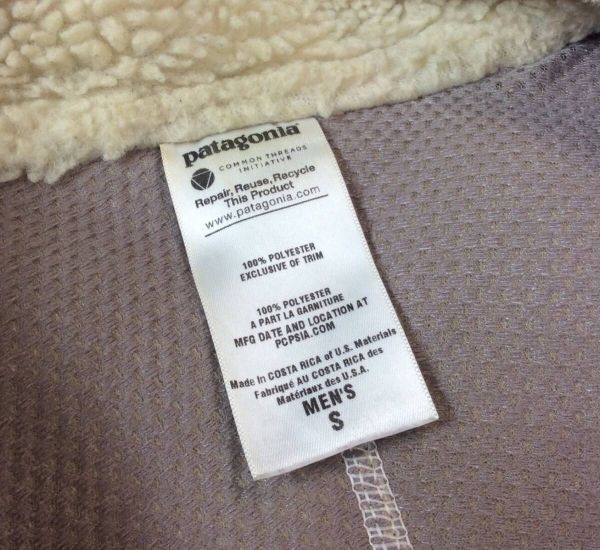 patagonia
COMMON THREADS
INITIATIVE
Repair, Reuse, Recycle
This Product
www.patagonia.com
100% POLYESTER
EXCLUSIVE OF TRIM
100% POLYESTER
A PART LA GARNITURE
MFG DATE AND LOCATION AT
PCPSIA.COM
Made in COSTA RICA of U.S. Materials
Fabriqué AU COSTA RICA des
Matériaux des U.S.A.
MEN'S
S